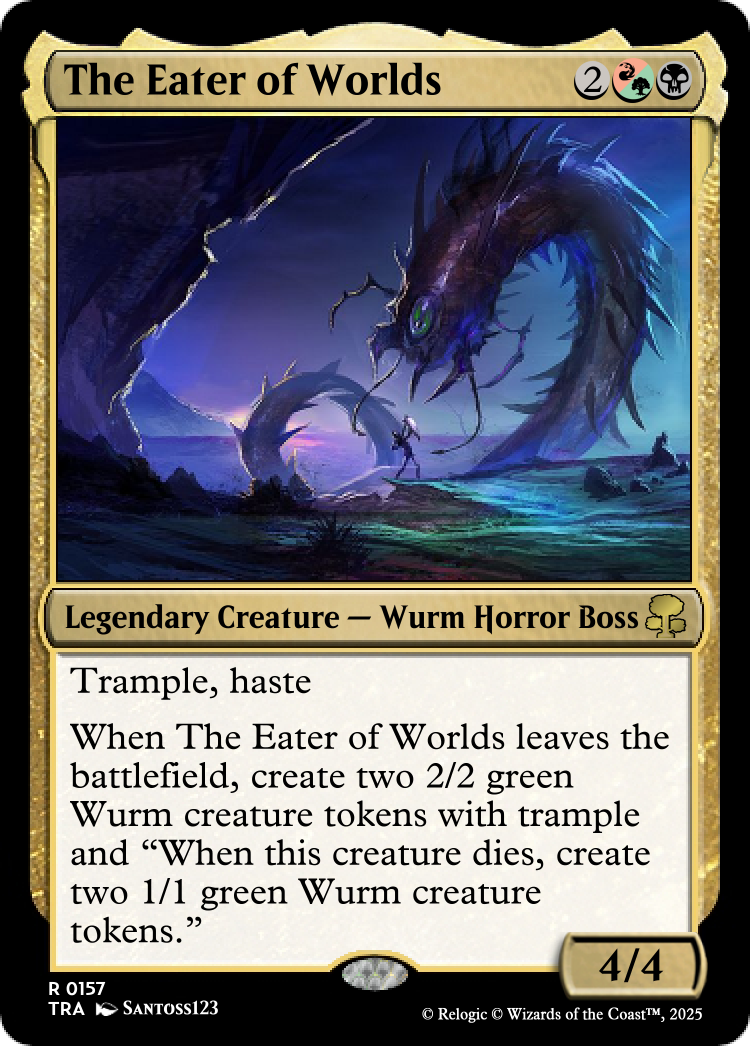 The Eater of Worlds 2
Legendary Creature — Wurm Horror Boss
Trample, haste
When The Eater of Worlds leaves the
battlefield, create two 2/2 green
Wurm creature tokens with trample
and “When this creature dies, create
two 1/1 green Wurm creature
tokens.”
4/4
R 0157
TRA Santoss123
© Relogic © Wizards of the Coast™, 2025